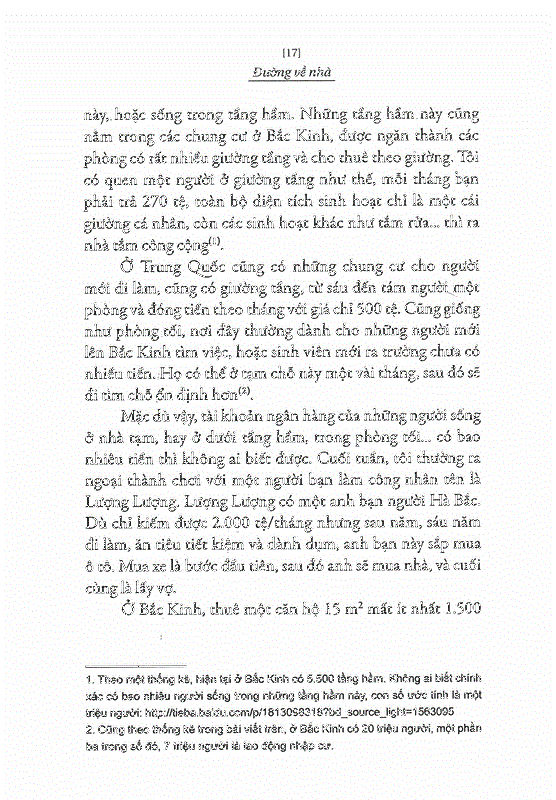 [17]
Đường về nhà
này, hoặc sống trong tầng hầm. Những tầng hầm này cũng
nằm trong các chung cư ở Bắc Kinh, được ngăn thành các
phòng có rất nhiều giường tầng và cho thuê theo giường. Tôi
có quen một người ở giường tầng như thế, mỗi tháng bạn
phải trả 270 tệ, toàn bộ diện tích sinh hoạt chỉ là một cái
giường cá nhân, còn các sinh hoạt khác như tắm rửa... thì ra
nhà tắm công cộng(1).
Ở Trung Quốc cũng có những chung cư cho người
mới đi làm, cũng có giường tầng, từ sáu đến tám người một
phòng và đóng tiền theo tháng với giá chỉ 500 tệ. Cũng giống
như phòng tối, nơi đây thường dành cho những người mới
lên Bắc Kinh tìm việc, hoặc sinh viên mới ra trường chưa có
nhiều tiền. Họ có thể ở tạm chỗ này một vài tháng, sau đó sẽ
đi tìm chỗ ổn định hơn(2).
Mặc dù vậy, tài khoản ngân hàng của những người sống
ở nhà tạm, hay ở dưới tầng hầm, trong phòng tối... có bao
nhiêu tiền thì không ai biết được. Cuối tuần, tôi thường ra
ngoại thành chơi với một người bạn làm công nhân tên là
Lượng Lượng. Lượng Lượng có một anh bạn người Hà Bắc.
Dù chỉ kiếm được 2.000 tệ/tháng nhưng sau năm, sáu năm
đi làm, ăn tiêu tiết kiệm và dành dụm, anh bạn này sắp mua
ô tô. Mua xe là bước đầu tiên, sau đó anh sẽ mua nhà, và cuối
cùng là lấy vợ.
Ở Bắc Kinh, thuê một căn hộ 15 m² mất ít nhất 1.500
1. Theo một thống kê, hiện tại ở Bắc Kinh có 5.500 tầng hầm. Không ai biết chính
xác có bao nhiêu người sống trong những tầng hầm này, con số ước tính là một
triệu người: http://tieba.baidu.com/p/1813099319?bd_source_light=1563095
2. Cũng theo thống kê trong bài viết trên, ở Bắc Kinh có 20 triệu người, một phần
ba trong số đó, 7 triệu người là lao động nhập cư.